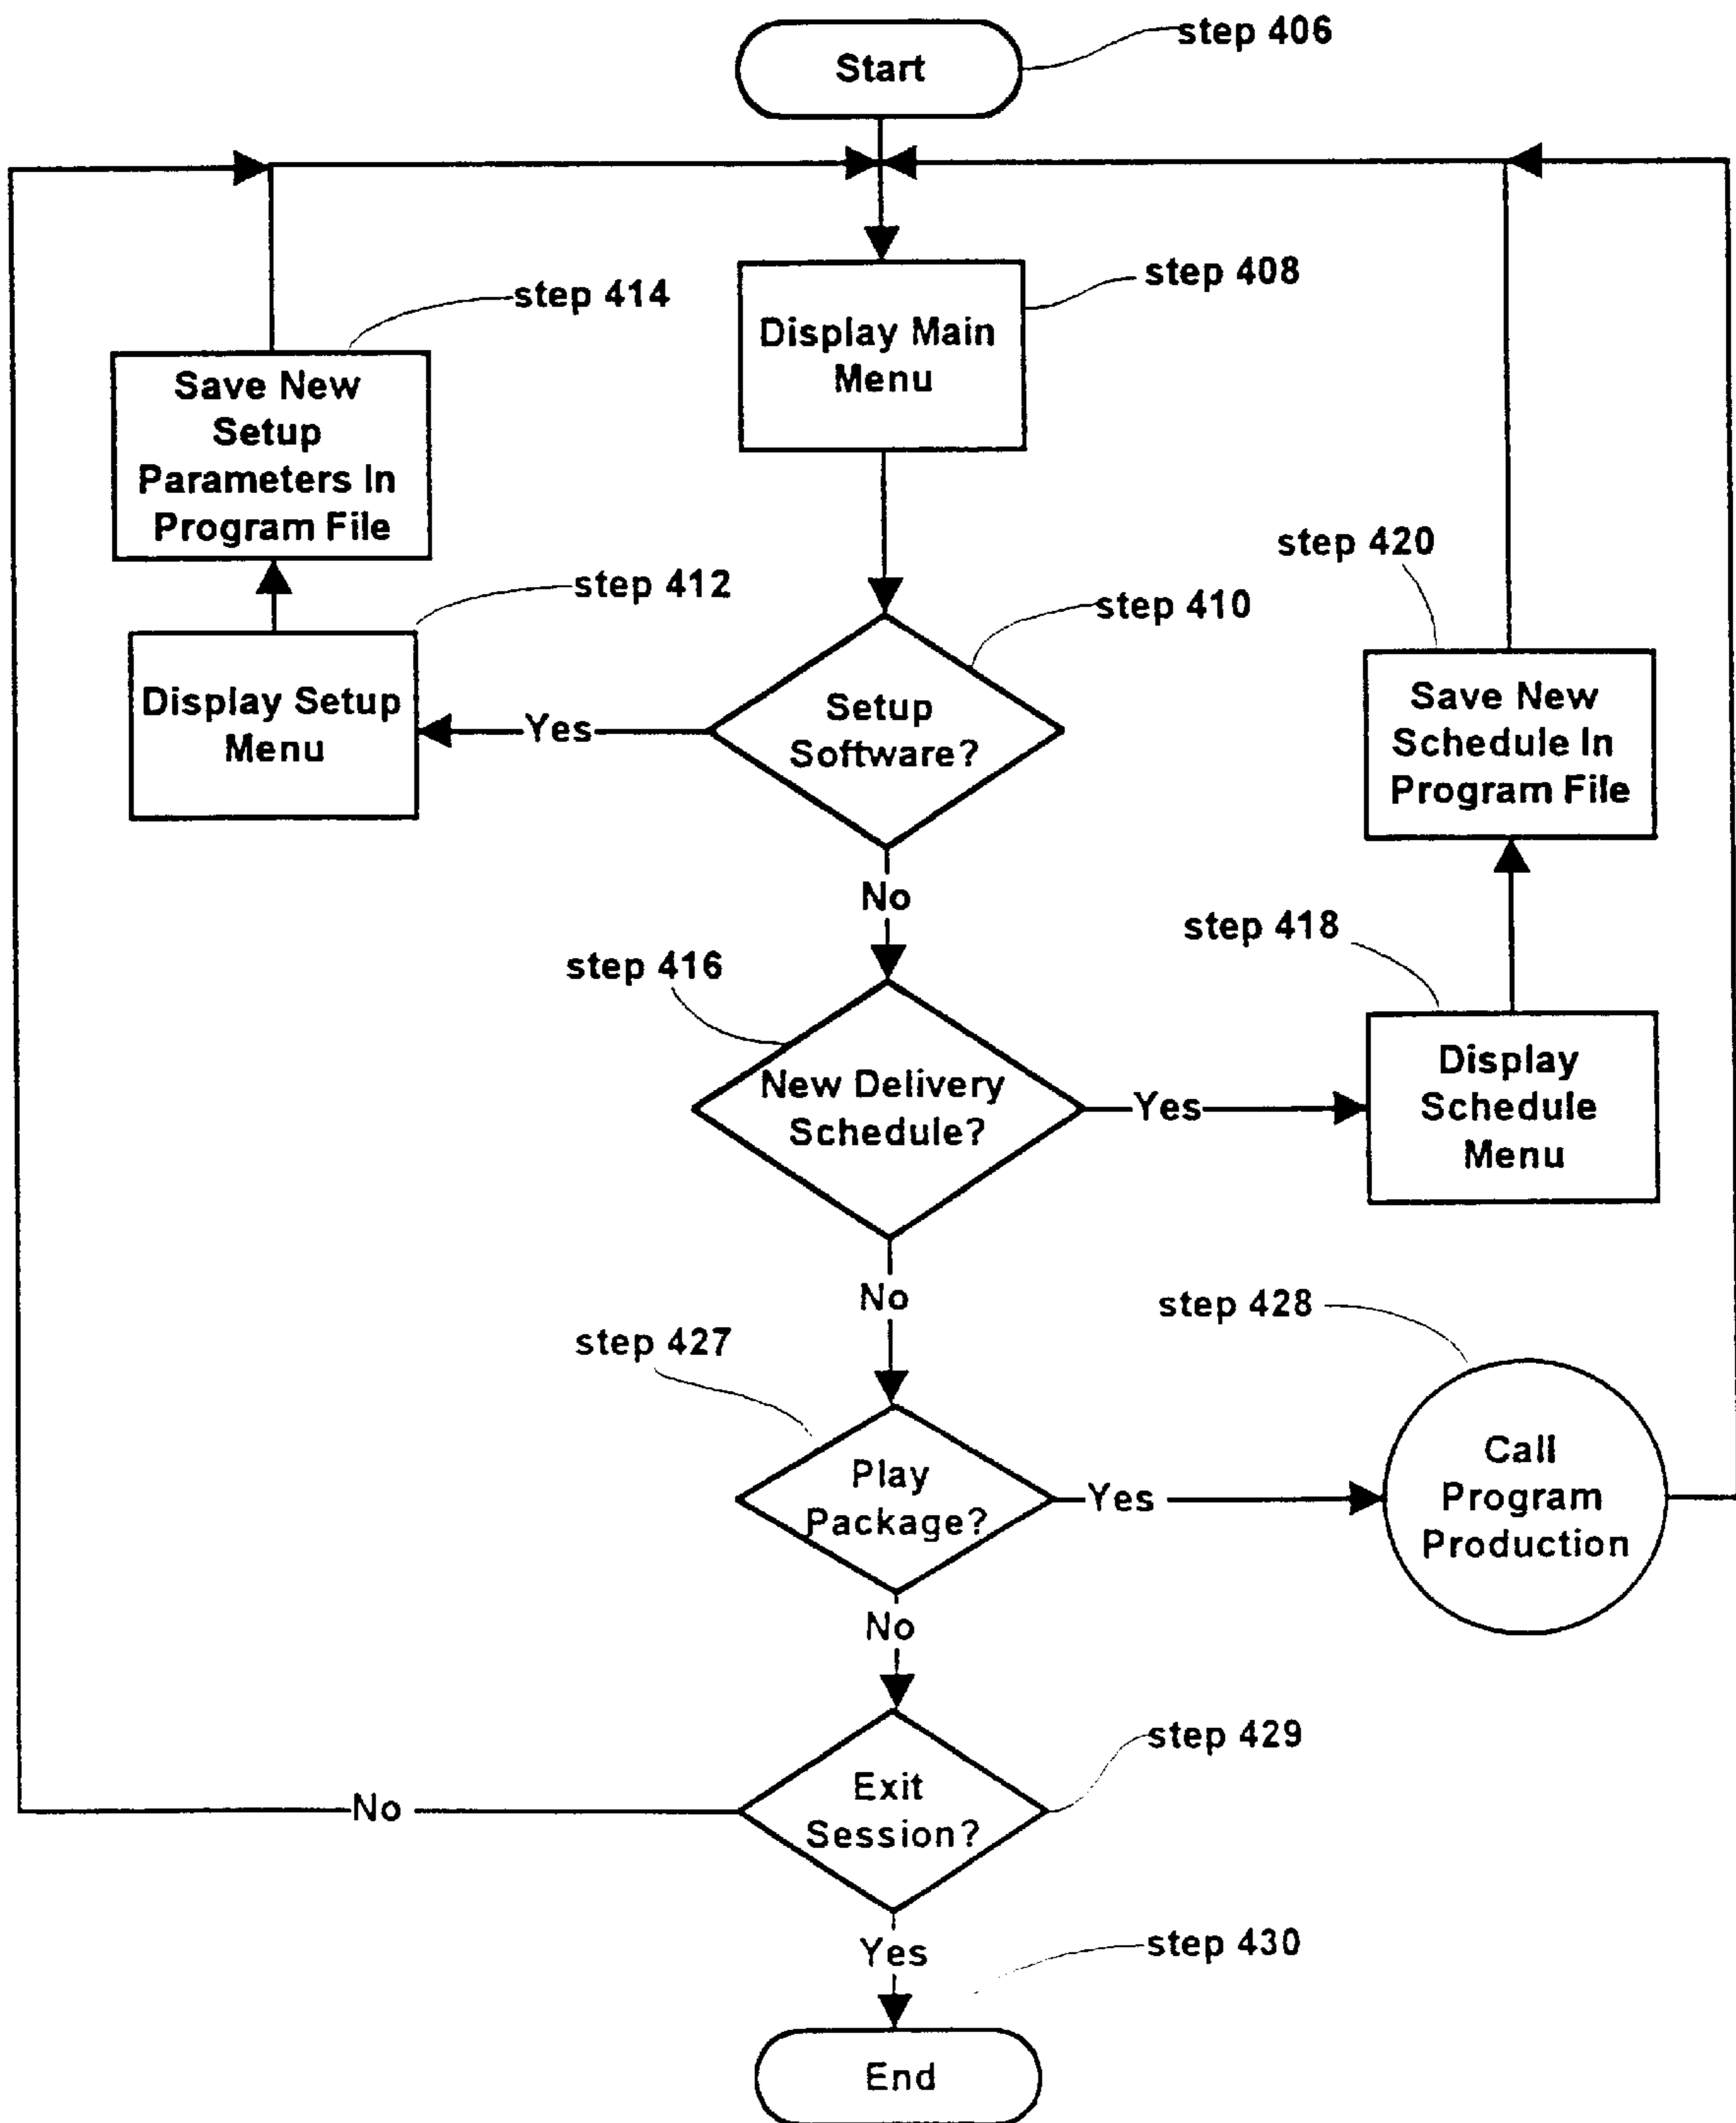 step 406
Start
step 408
Display Main
Menu
step 414
Save New
Setup
Parameters In
Program File
step 412
Display Setup
Menu
Yes
step 410
Setup
Software?
step 420
Save New
Schedule In
Program File
No
step 418
step 416
New Delivery
Schedule?
Yes
Display
Schedule
Menu
No
step 428
step 427
Play
Package?
Yes
Call
Program
Production
No
step 429
Exit
Session?
No
Yes
step 430
End